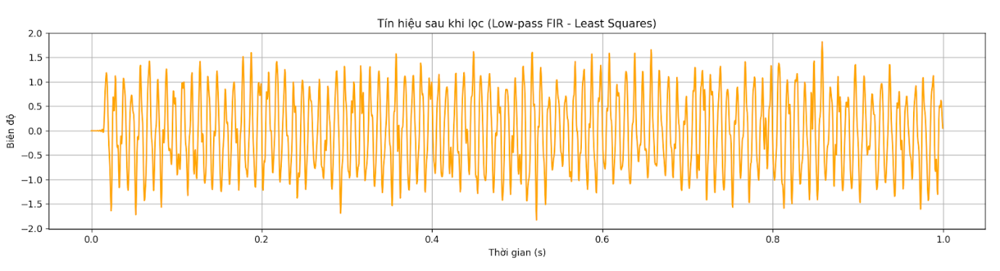 Tín hiệu sau khi lọc (Low-pass FIR - Least Squares)
2.0
1.5
1.0
0.5
0.0
−0.5
−1.0
−1.5
−2.0
Biên độ
0.0 0.2 0.4 0.6 0.8 1.0
Thời gian (s)